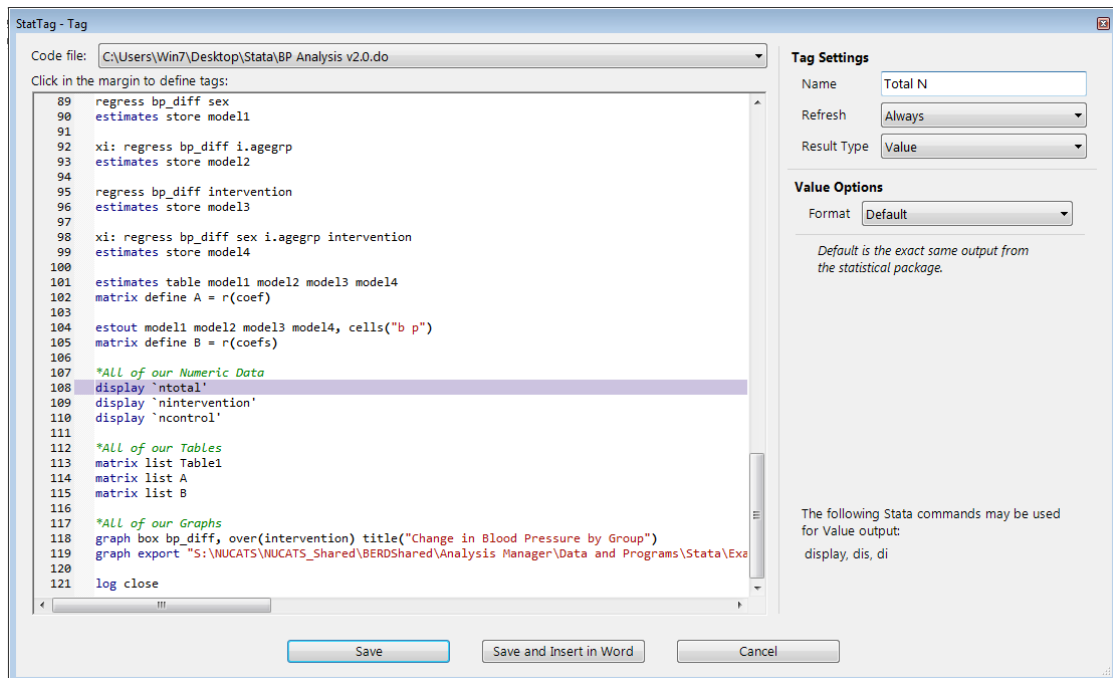 StatTag - Tag
Code file: C:\Users\Win7\Desktop\Stata\BP Analysis v2.0.do
Click in the margin to define tags:
89 regress bp_diff sex
90 estimates store model1
91
92 xi: regress bp_diff i.agegrp
93 estimates store model2
94
95 regress bp_diff intervention
96 estimates store model3
97
98 xi: regress bp_diff sex i.agegrp intervention
99 estimates store model4
100
101 estimates table model1 model2 model3 model4
102 matrix define A = r(coef)
103
104 estout model1 model2 model3 model4, cells("b p")
105 matrix define B = r(coefs)
106
107 *All of our Numeric Data
108 display `ntotal'
109 display `nintervention'
110 display `ncontrol'
111
112 *All of our Tables
113 matrix list Table1
114 matrix list A
115 matrix list B
116
117 *All of our Graphs
118 graph box bp_diff, over(intervention) title("Change in Blood Pressure by Group")
119 graph export "S:\NUCATS\NUCATS_Shared\BERDShared\Analysis Manager\Data and Programs\Stata\Exa
120
121 log close
Tag Settings
Name Total N
Refresh Always
Result Type Value
Value Options
Format Default
Default is the exact same output from
the statistical package.
The following Stata commands may be used
for Value output:
display, dis, di
Save
Save and Insert in Word
Cancel